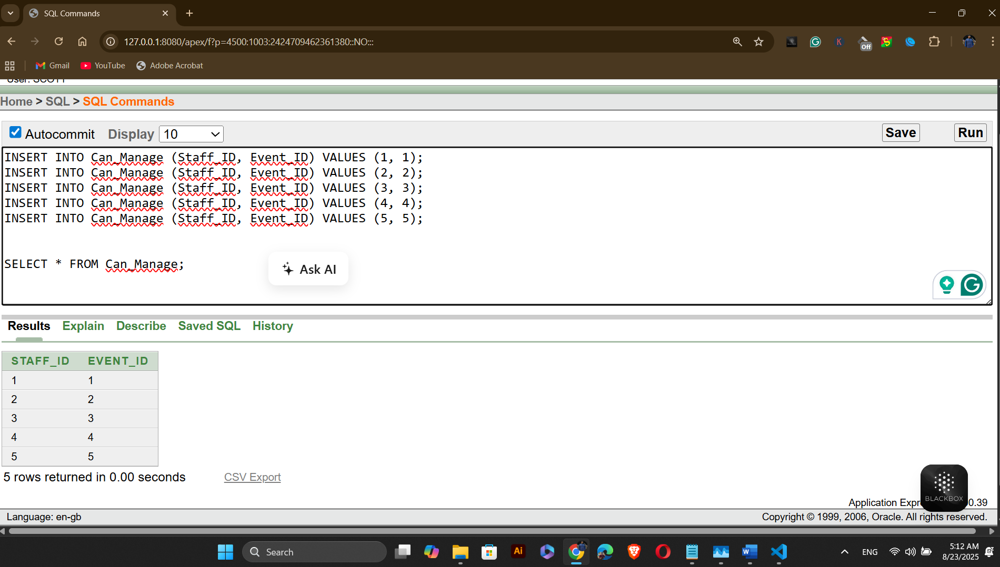 SQL Commands
127.0.0.1:8080/apex/f?p=4500:1003:2424709462361380::NO:::
Off
Gmail
YouTube
Adobe Acrobat
User: SCOTT
Home > SQL > SQL Commands
Autocommit
Display
10
Save
Run
INSERT INTO Can_Manage (Staff_ID, Event_ID) VALUES (1, 1);
INSERT INTO Can_Manage (Staff_ID, Event_ID) VALUES (2, 2);
INSERT INTO Can_Manage (Staff_ID, Event_ID) VALUES (3, 3);
INSERT INTO Can_Manage (Staff_ID, Event_ID) VALUES (4, 4);
INSERT INTO Can_Manage (Staff_ID, Event_ID) VALUES (5, 5);
SELECT * FROM Can_Manage;
Ask AI
Results Explain Describe Saved SQL History
STAFF_ID EVENT_ID
1 1
2 2
3 3
4 4
5 5
5 rows returned in 0.00 seconds
CSV Export
BLACKBOX
Application
0.39
Language: en-gb
Copyright © 1999, 2006, Oracle. All rights reserved.
Search
Ai
ENG
5:12 AM
8/23/2025